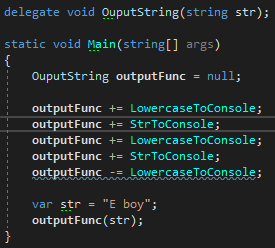 delegate void OuputString(string str);
static void Main(string[] args)
{
OuputString outputFunc = null;
outputFunc += LowercaseToConsole;
outputFunc += StrToConsole;
outputFunc += LowercaseToConsole;
outputFunc += StrToConsole;
outputFunc -= LowercaseToConsole;
var str = "E boy";
outputFunc(str);
}